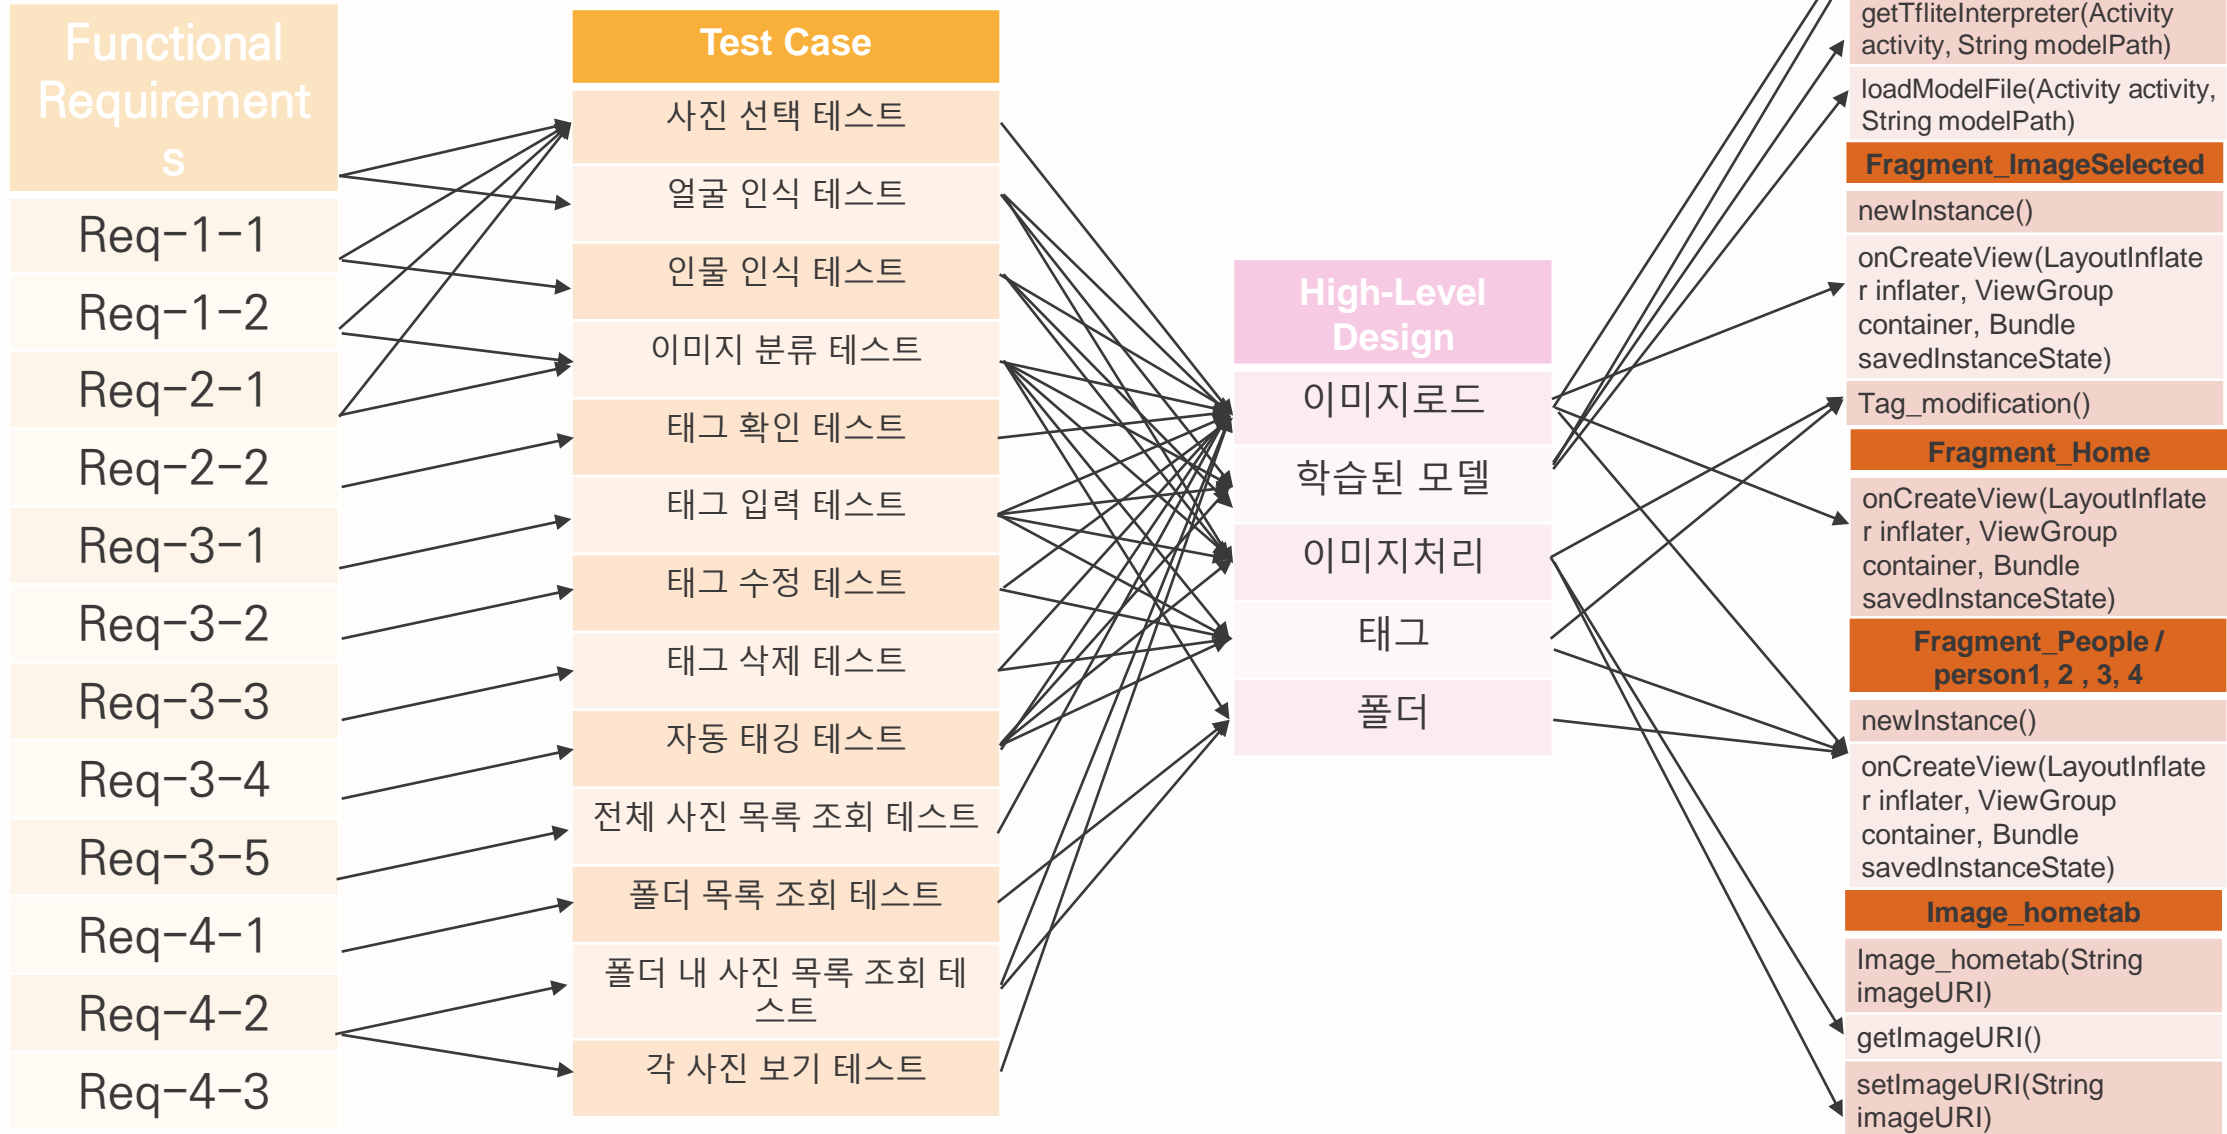 Functional
Requirement
s
Req-1-1
Req-1-2
Req-2-1
Req-2-2
Req-3-1
Req-3-2
Req-3-3
Req-3-4
Req-3-5
Req-4-1
Req-4-2
Req-4-3
Test Case
사진 선택 테스트
얼굴 인식 테스트
인물 인식 테스트
이미지 분류 테스트
태그 확인 테스트
태그 입력 테스트
태그 수정 테스트
태그 삭제 테스트
자동 태깅 테스트
전체 사진 목록 조회 테스트
폴더 목록 조회 테스트
폴더 내 사진 목록 조회 테
스트
각 사진 보기 테스트
High-Level
Design
이미지로드
학습된 모델
이미지처리
태그
폴더
getTfliteInterpreter(Activity
activity, String modelPath)
loadModelFile(Activity activity,
String modelPath)
Fragment_ImageSelected
newInstance()
onCreateView(LayoutInflate
r inflater, ViewGroup
container, Bundle
savedInstanceState)
Tag_modification()
Fragment_Home
onCreateView(LayoutInflate
r inflater, ViewGroup
container, Bundle
savedInstanceState)
Fragment_People /
person1, 2 , 3, 4
newInstance()
onCreateView(LayoutInflate
r inflater, ViewGroup
container, Bundle
savedInstanceState)
Image_hometab
Image_hometab(String
imageURI)
getImageURI()
setImageURI(String
imageURI)